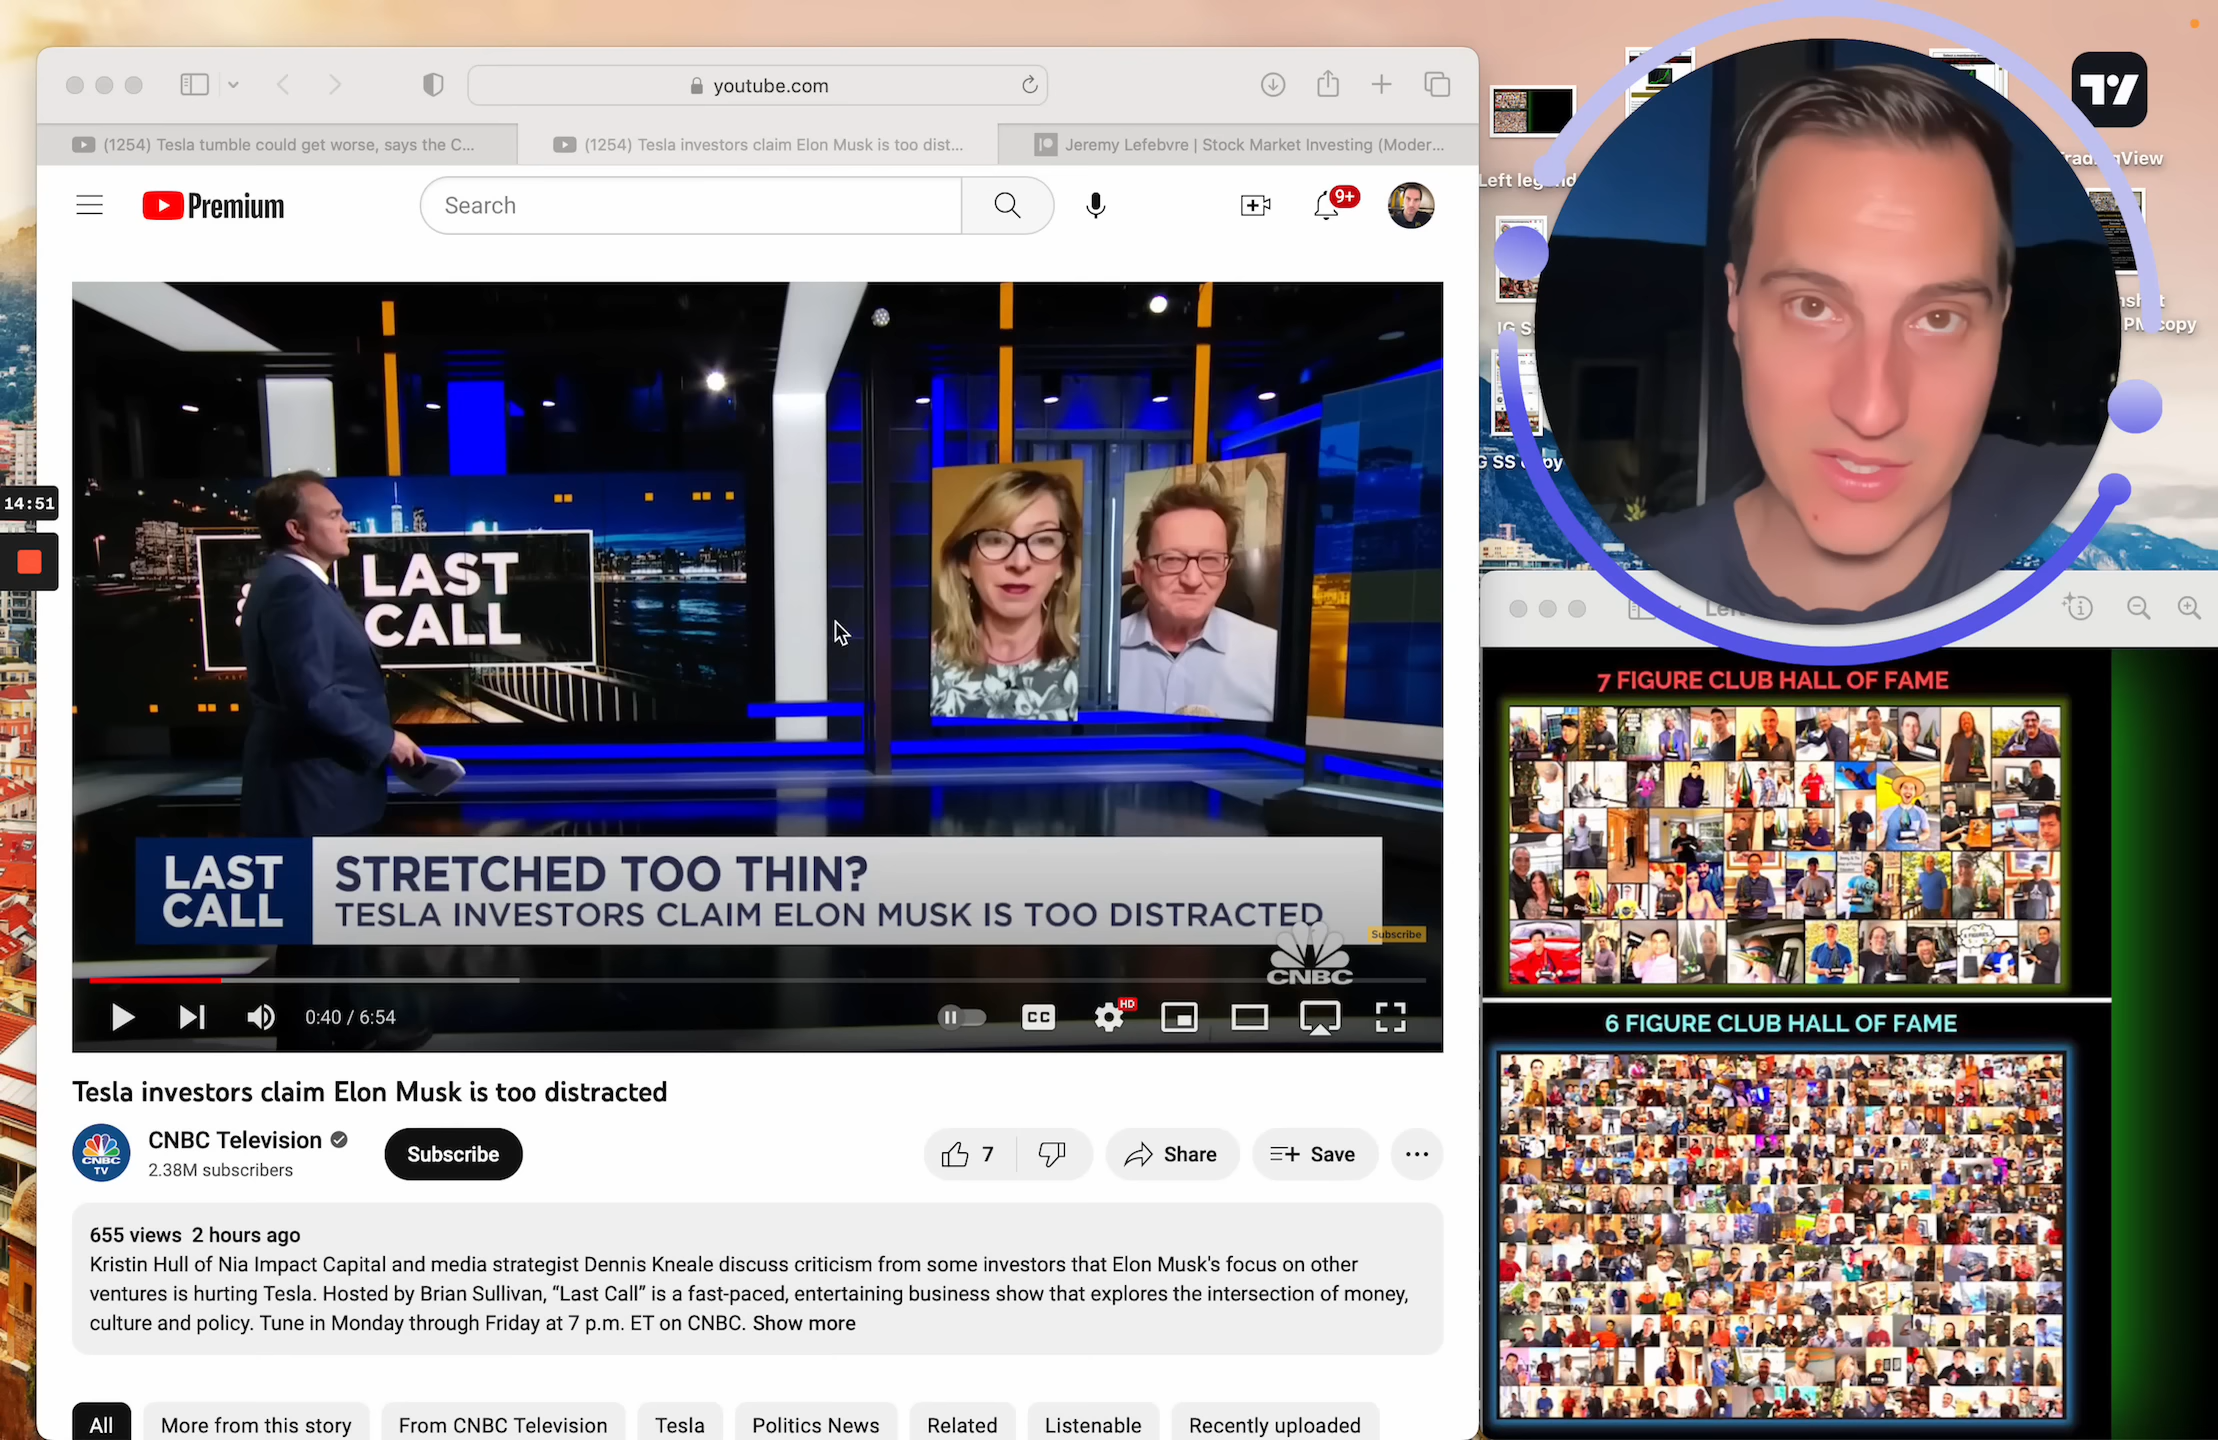 youtube.com
(1254) Tesla tumble could get worse, says the C...
(1254) Tesla investors claim Elon Musk is too dist...
Jeremy Lefebvre | Stock Market Investing (Moder...
Premium
Search
9+
14:51
LAST
CALL
LAST
CALL
STRETCHED TOO THIN?
TESLA INVESTORS CLAIM ELON MUSK IS TOO DISTRACTED
Subscribe
CNBC
0:40 / 6:54
CC
HD
Tesla investors claim Elon Musk is too distracted
CNBC
TV
CNBC Television
2.38M subscribers
Subscribe
7
Share
Save
655 views 2 hours ago
Kristin Hull of Nia Impact Capital and media strategist Dennis Kneale discuss criticism from some investors that Elon Musk's focus on other
ventures is hurting Tesla. Hosted by Brian Sullivan, “Last Call” is a fast-paced, entertaining business show that explores the intersection of money,
culture and policy. Tune in Monday through Friday at 7 p.m. ET on CNBC. Show more
All
More from this story
From CNBC Television
Tesla
Politics News
Related
Listenable
Recently uploaded
Left
PM copy
7 FIGURE CLUB HALL OF FAME
6 FIGURE CLUB HALL OF FAME